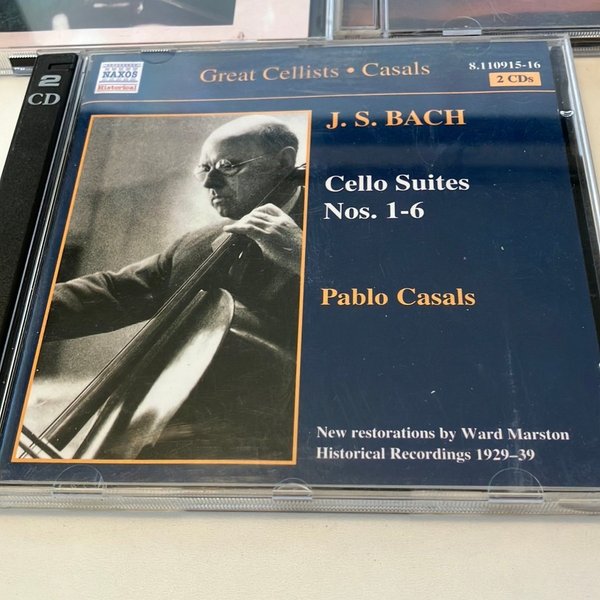 2
CD
NAXOS
Historical
Great Cellists • Casals
8.110915-16
2 CDs
J. S. BACH
Cello Suites
Nos. 1-6
Pablo Casals
New restorations by Ward Marston
Historical Recordings 1929–39